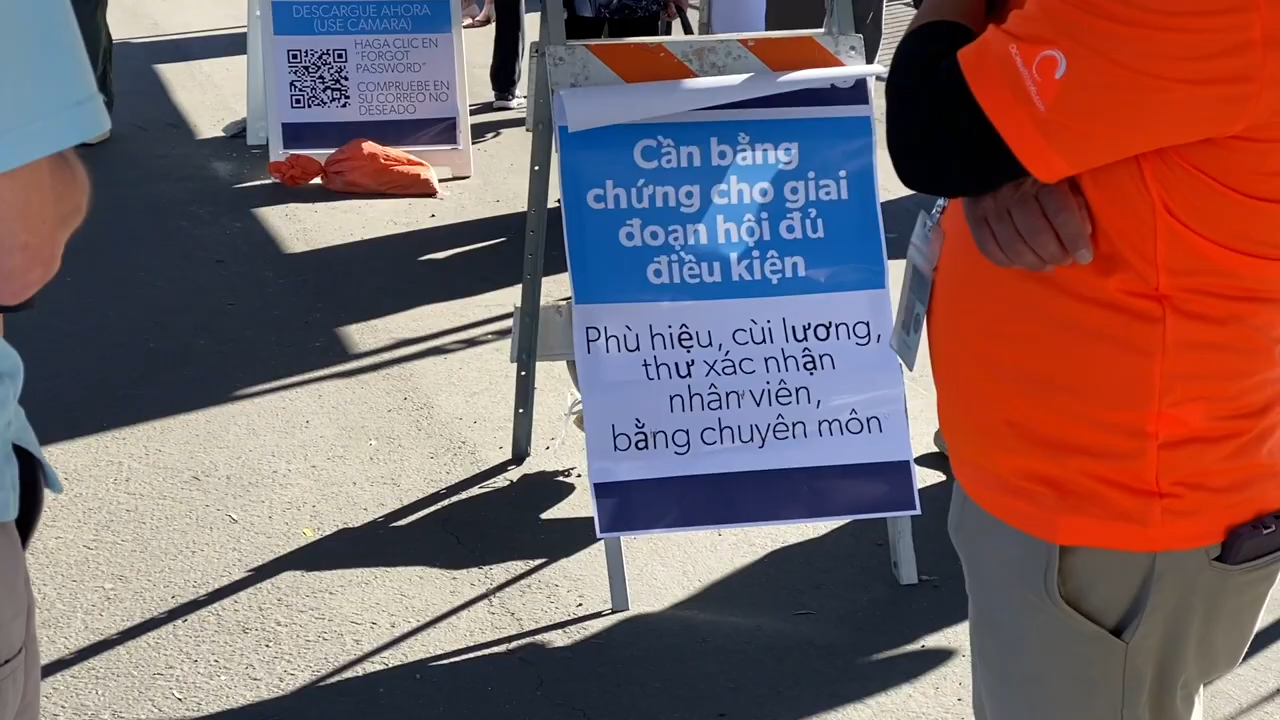 DESCARGUE AHORA
(USE CAMARA)
HAGA CLIC EN
"FORGOT
PASSWORD"
COMPRUEBE EN
SU CORREO NO
DESEADO
Cần bằng
chứng cho giai
đoạn hội đủ
điều kiện
Phù hiệu, cùi lương,
thư xác nhận
nhân viên,
bằng chuyên môn